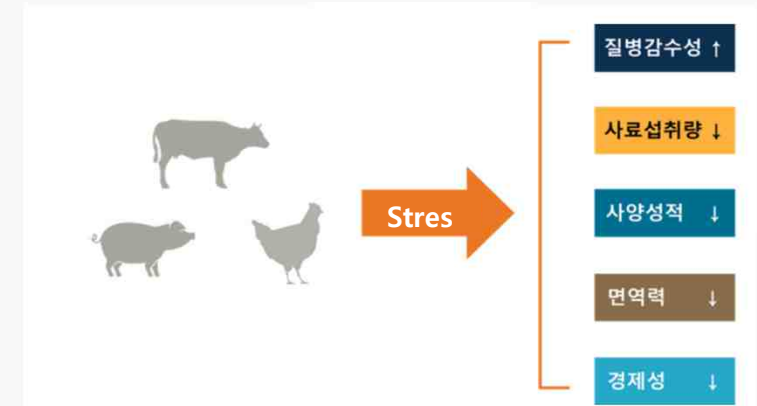 질병감수성 ↑
사료섭취량 ↓
Stres
사양성적 ↓
면역력 ↓
경제성 ↓